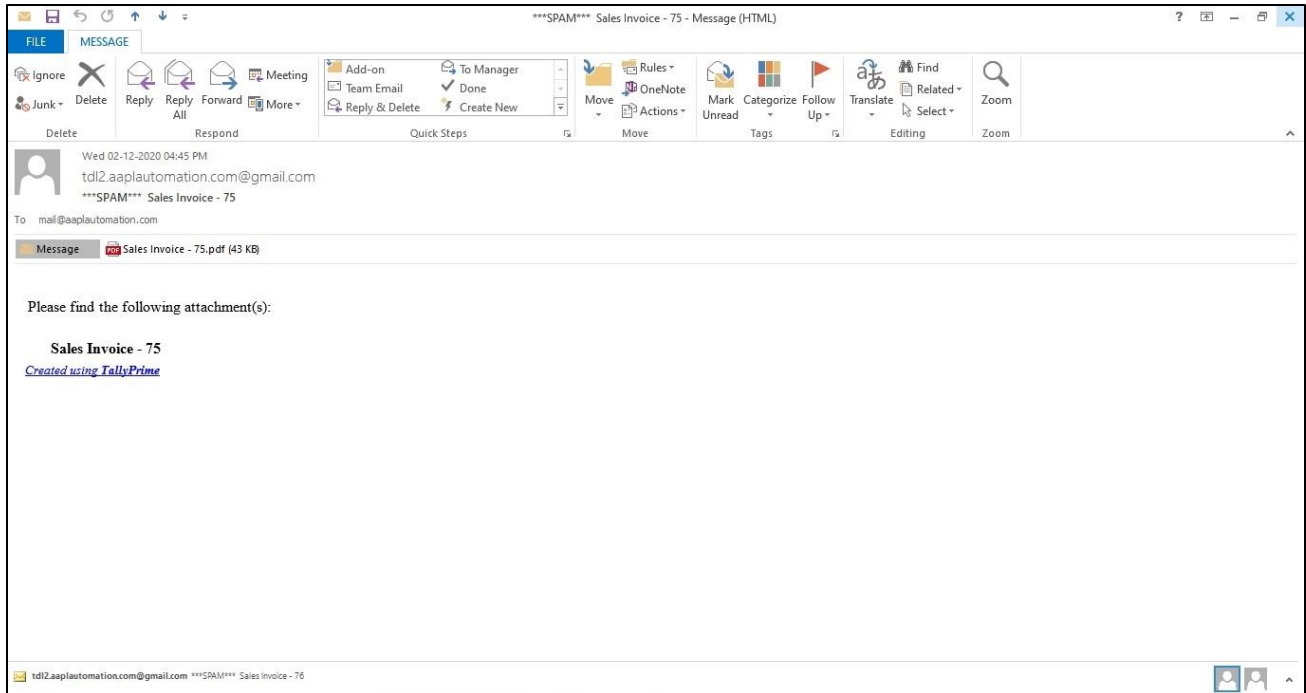 ***SPAM*** Sales Invoice - 75 - Message (HTML)
FILE MESSAGE
Ignore
Junk
Delete
Reply
Reply All
Forward
Meeting
More
Add-on
Team Email
Reply & Delete
To Manager
Done
Create New
Move
Rules
OneNote
Actions
Mark Unread
Categorize
Follow Up
Translate
Find
Related
Select
Zoom
Delete Respond Quick Steps Move Tags Editing Zoom
Wed 02-12-2020 04:45 PM
tdl2.aaplautomation.com@gmail.com
***SPAM*** Sales Invoice - 75
To mail@aaplautomation.com
Message PDF Sales Invoice - 75.pdf (43 KB)
Please find the following attachment(s):
Sales Invoice - 75
Created using TallyPrime
tdl2.aaplautomation.com@gmail.com ***SPAM*** Sales Invoice - 76